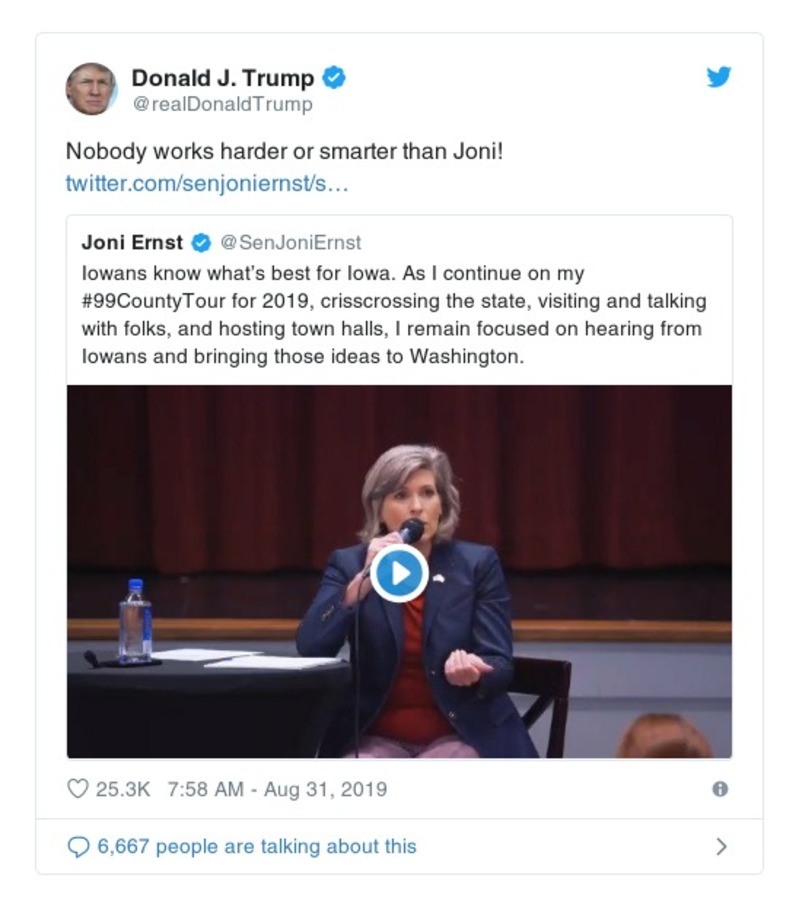 Donald J. Trump
@realDonaldTrump
Nobody works harder or smarter than Joni!
twitter.com/senjoniernst/s…
Joni Ernst @SenJoniErnst
Iowans know what’s best for Iowa. As I continue on my
#99CountyTour for 2019, crisscrossing the state, visiting and talking
with folks, and hosting town halls, I remain focused on hearing from
Iowans and bringing those ideas to Washington.
25.3K 7:58 AM - Aug 31, 2019
6,667 people are talking about this